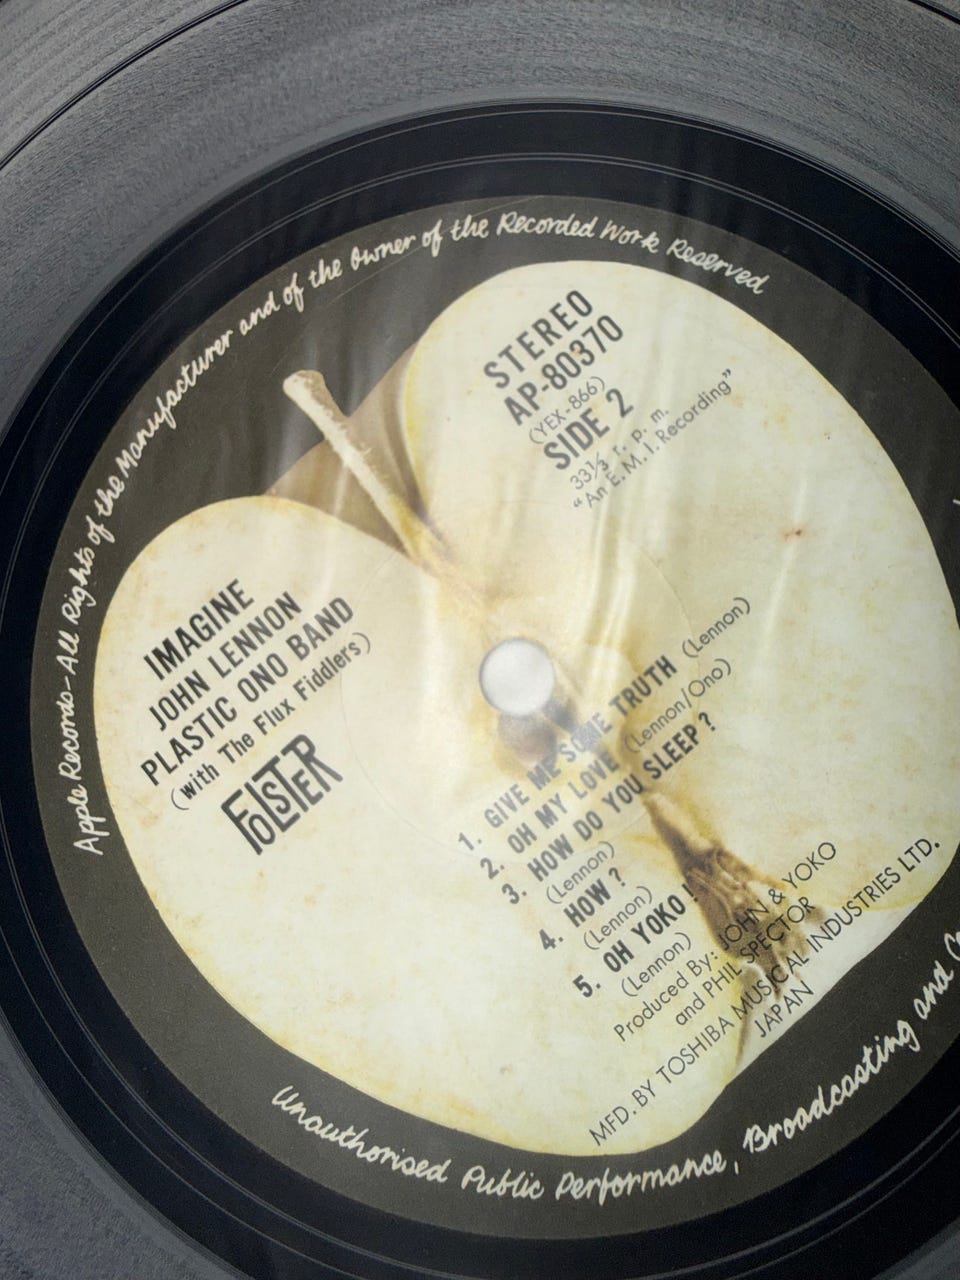 Apple Records-All Rights of the Manufacturer and of the Owner of the Recorded Work Reserved
STEREO
AP-80370
(YEX-866)
SIDE 2
33⅓ r. p. m.
"An E.M.I. Recording"
IMAGINE
JOHN LENNON
PLASTIC ONO BAND
(with The Flux Fiddlers)
FOLSTER
1. GIVE ME SOME TRUTH (Lennon)
2. OH MY LOVE (Lennon/Ono)
3. HOW DO YOU SLEEP?
(Lennon)
4. HOW?
(Lennon)
5. OH YOKO!
(Lennon)
Produced By: JOHN & YOKO
and PHIL SPECTOR
MFD. BY TOSHIBA MUSICAL INDUSTRIES LTD.
JAPAN
Unauthorised Public Performance, Broadcasting and